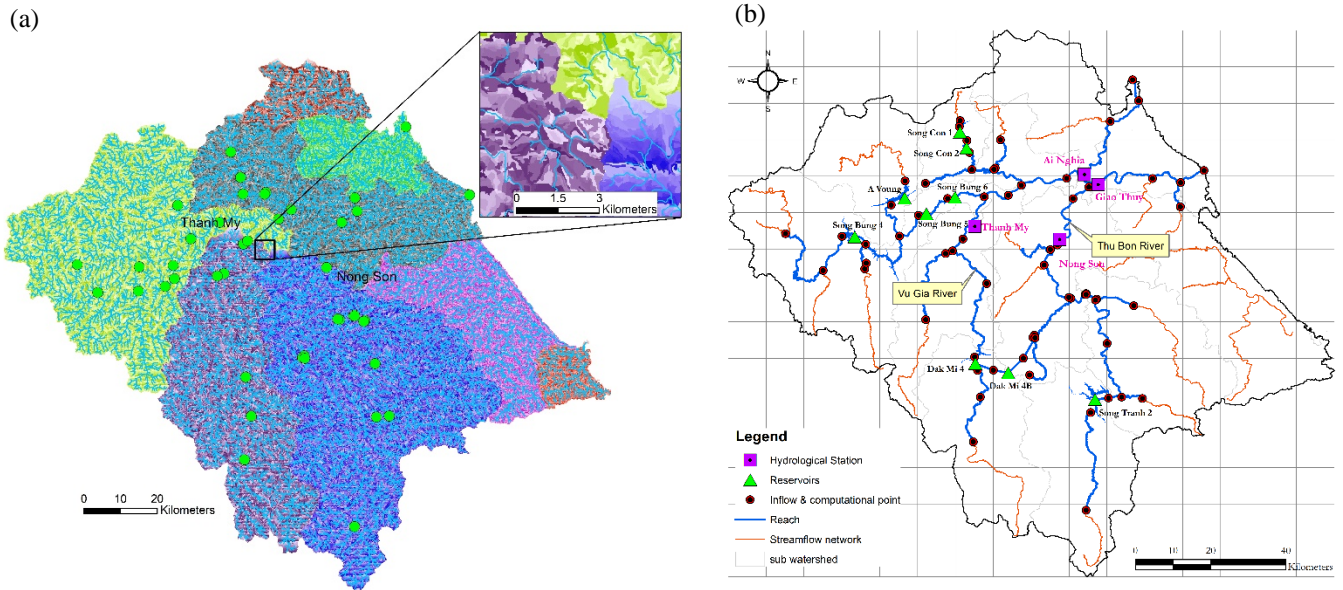 (a)
Thanh My
Nong Son
0 1.5 3
Kilometers
0 10 20
Kilometers
(b)
N
W E
S
Song Con 1
Song Con 2
Ai Nghia
A Voung
Song Bung 6
Giao Thuy
Song Bung 5
Thanh My
Song Bung 4
Nong Son
Thu Bon River
Vu Gia River
Dak Mi 4
Dak Mi 4B
Song Tranh 2
Legend
Hydrological Station
Reservoirs
Inflow & computational point
Reach
Streamflow network
sub watershed
0 10 20 40
Kilometers